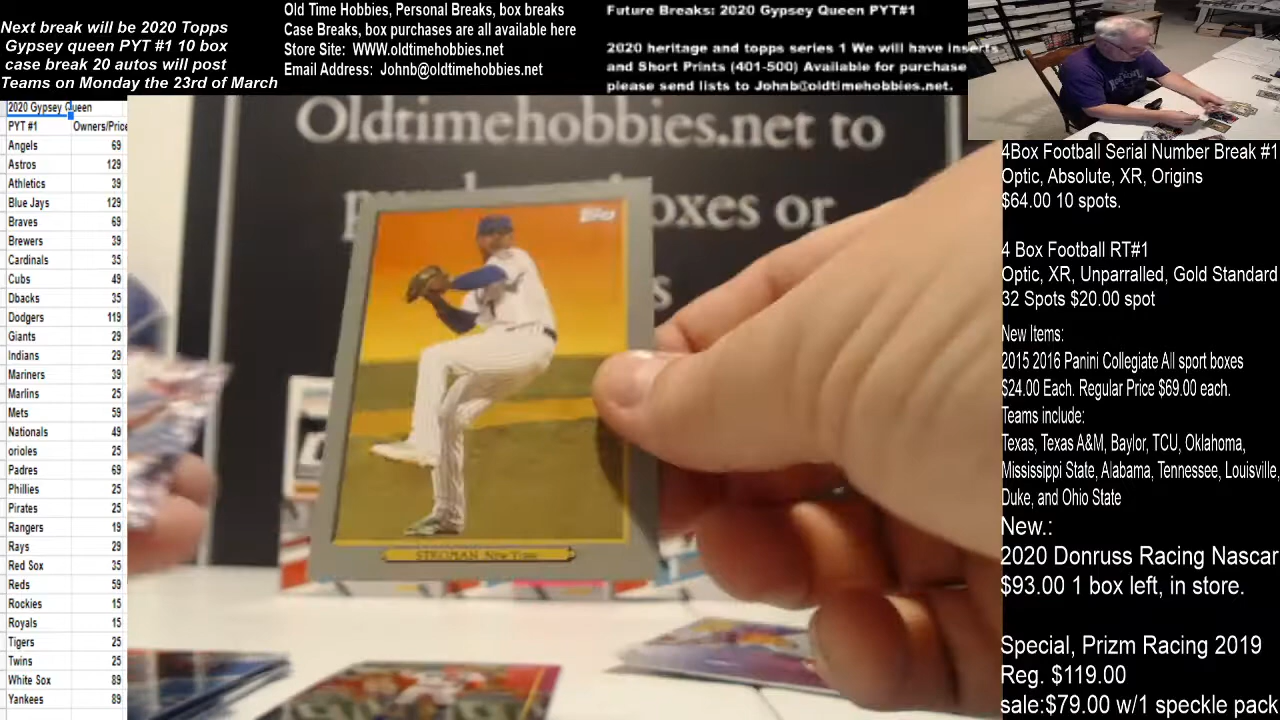 Next break will be 2020 Topps
Gypsey queen PYT #1 10 box
case break 20 autos will post
Teams on Monday the 23rd of March
Old Time Hobbies, Personal Breaks, box breaks
Case Breaks, box purchases are all available here
Store Site: WWW.oldtimehobbies.net
Email Address: Johnb@oldtimehobbies.net
Future Breaks: 2020 Gypsey Queen PYT#1
2020 heritage and topps series 1 We will have inserts
and Short Prints (401-500) Available for purchase
please send lists to Johnb@oldtimehobbies.net.
2020 Gypsey Queen
PYT #1 Owners/Price
Angels 69
Astros 129
Athletics 39
Blue Jays 129
Braves 69
Brewers 39
Cardinals 35
Cubs 49
Dbacks 35
Dodgers 119
Giants 29
Indians 29
Mariners 39
Marlins 25
Mets 59
Nationals 49
orioles 25
Padres 69
Phillies 25
Pirates 25
Rangers 19
Rays 29
Red Sox 35
Reds 59
Rockies 15
Royals 15
Tigers 25
Twins 25
White Sox 89
Yankees 89
Oldtimehobbies.net to
boxes or
Topps
STROMAN New York
4Box Football Serial Number Break #1
Optic, Absolute, XR, Origins
$64.00 10 spots.
4 Box Football RT#1
Optic, XR, Unparralled, Gold Standard
32 Spots $20.00 spot
New Items:
2015 2016 Panini Collegiate All sport boxes
$24.00 Each. Regular Price $69.00 each.
Teams include:
Texas, Texas A&M, Baylor, TCU, Oklahoma,
Mississippi State, Alabama, Tennessee, Louisville,
Duke, and Ohio State
New.:
2020 Donruss Racing Nascar
$93.00 1 box left, in store.
Special, Prizm Racing 2019
Reg. $119.00
sale:$79.00 w/1 speckle pack